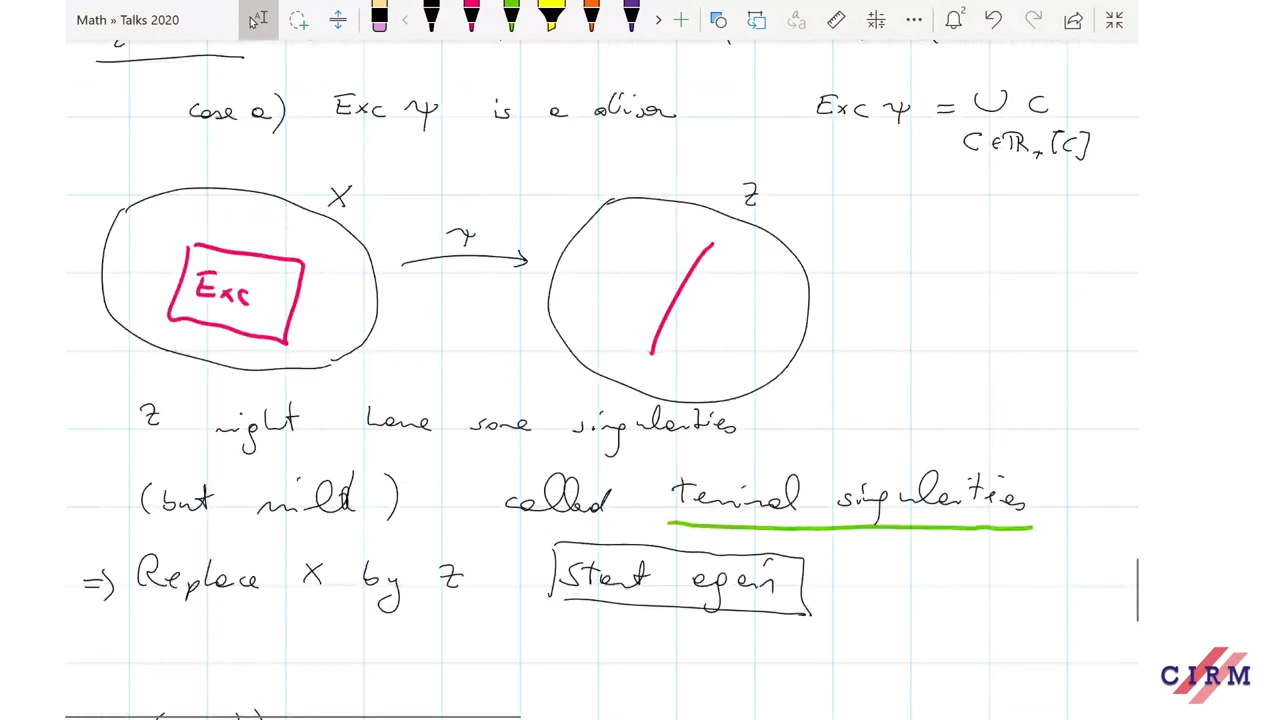 Math » Talks 2020
case a) Exc ψ is a divisor Exc ψ = ∪ C
C ∈ ℝ₊[C]
X
Z
ψ
Exc
Z might have some singularities
(but mild) called terminal singularities
=> Replace X by Z Start again
CIRM